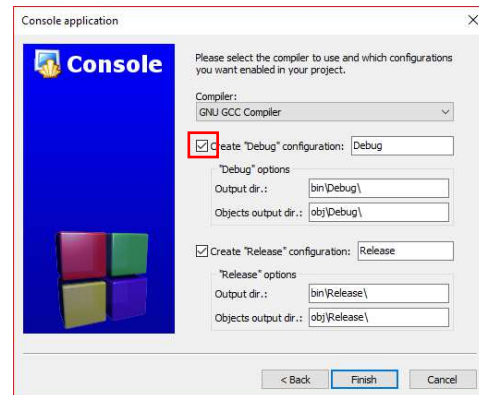 Console application
Console
Please select the compiler to use and which configurations
you want enabled in your project.
Compiler:
GNU GCC Compiler
Create "Debug" configuration: Debug
"Debug" options
Output dir.: bin\Debug\
Objects output dir.: obj\Debug\
Create "Release" configuration: Release
"Release" options
Output dir.: bin\Release\
Objects output dir.: obj\Release\
< Back Finish Cancel